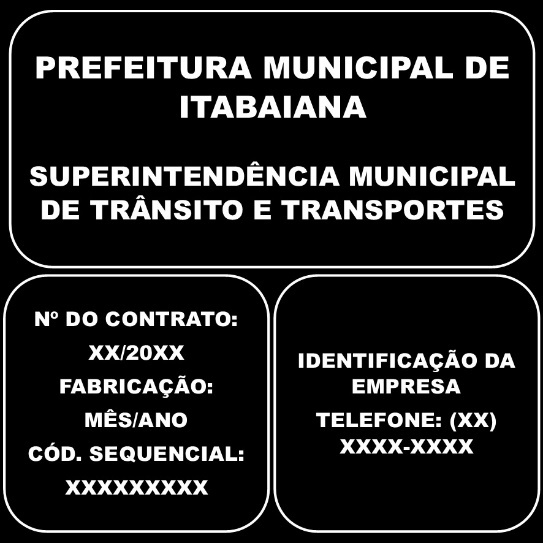 PREFEITURA MUNICIPAL DE
ITABAIANA
SUPERINTENDÊNCIA MUNICIPAL
DE TRÂNSITO E TRANSPORTES
Nº DO CONTRATO:
XX/20XX
FABRICAÇÃO:
MÊS/ANO
CÓD. SEQUENCIAL:
XXXXXXXXX
IDENTIFICAÇÃO DA
EMPRESA
TELEFONE: (XX)
XXXX-XXXX